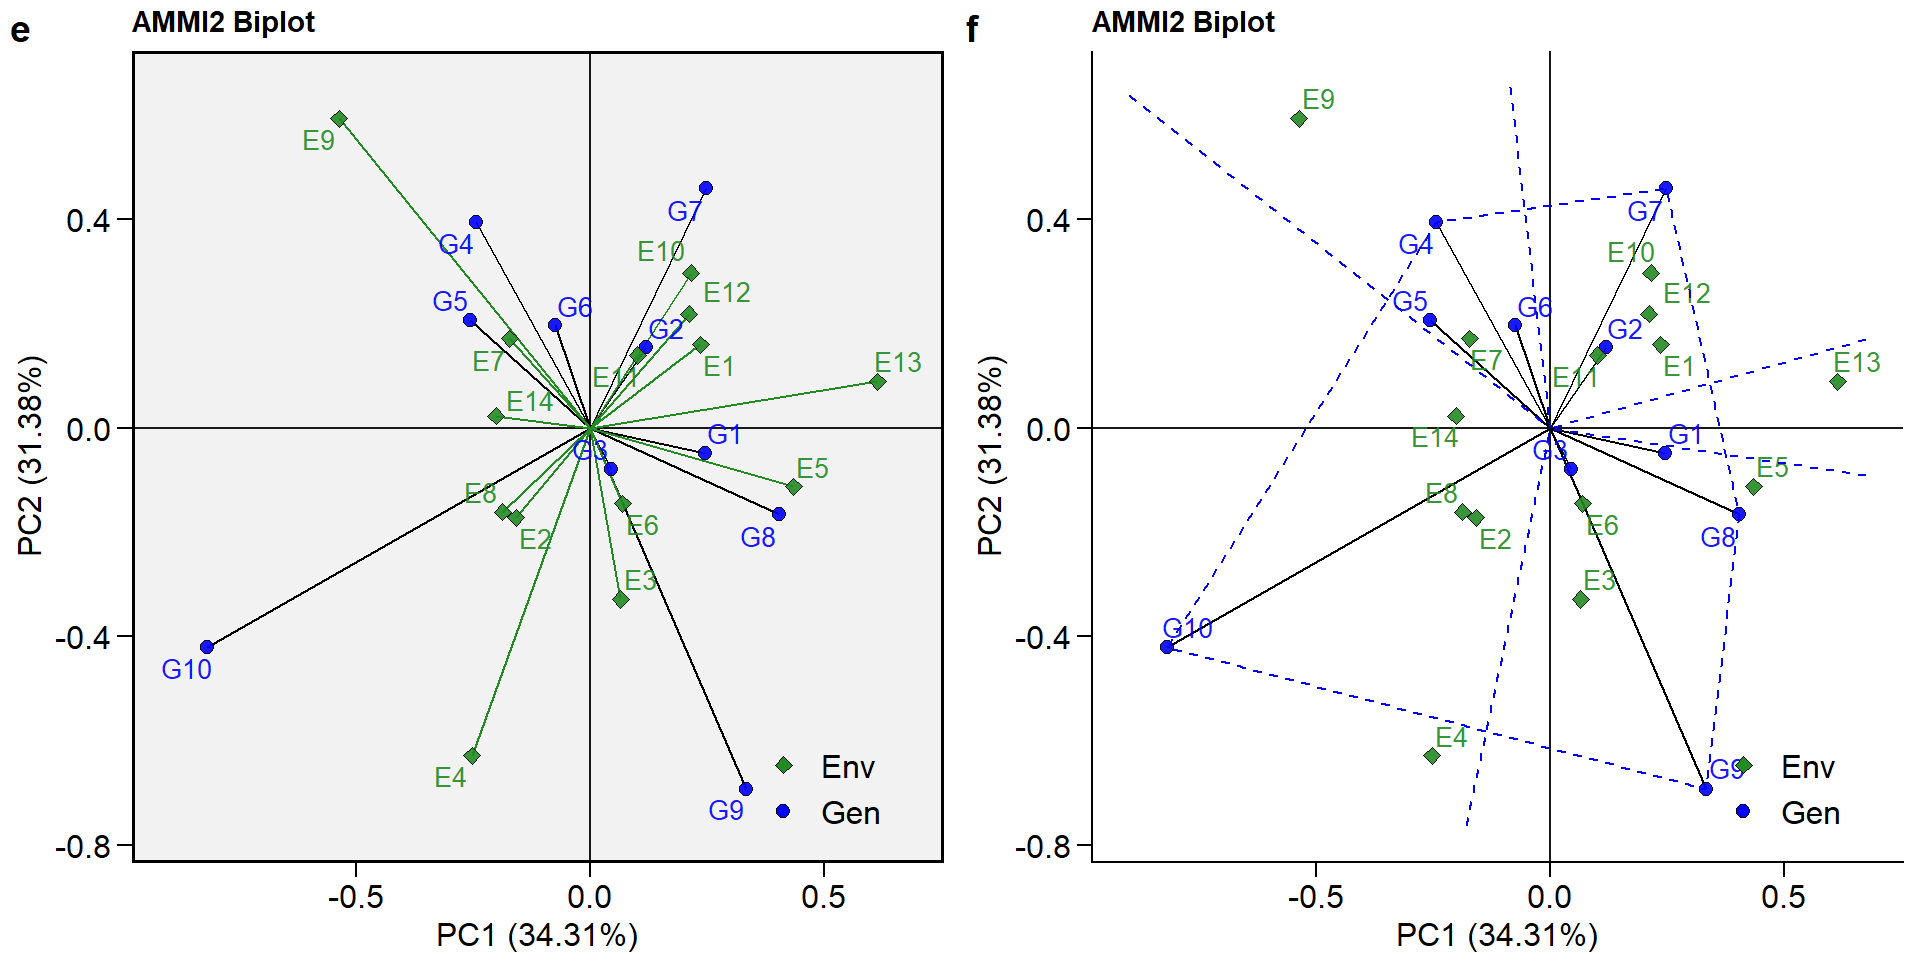 e
AMMI2 Biplot
E9
G4
G7
E10
E12
G5
G6
G2
E7
E11
E1
E13
E14
G3
G1
E5
E8
E2
E6
G8
E3
G10
E4
G9
Env
Gen
0.4
0.0
-0.4
-0.8
-0.5
0.0
0.5
PC1 (34.31%)
PC2 (31.38%)
f
AMMI2 Biplot
E9
G7
G4
E10
E12
G5
G6
G2
E7
E11
E1
E13
E14
G3
G1
E5
E8
E2
E6
G8
E3
G10
E4
G9
Env
Gen
0.4
0.0
-0.4
-0.8
-0.5
0.0
0.5
PC1 (34.31%)
PC2 (31.38%)